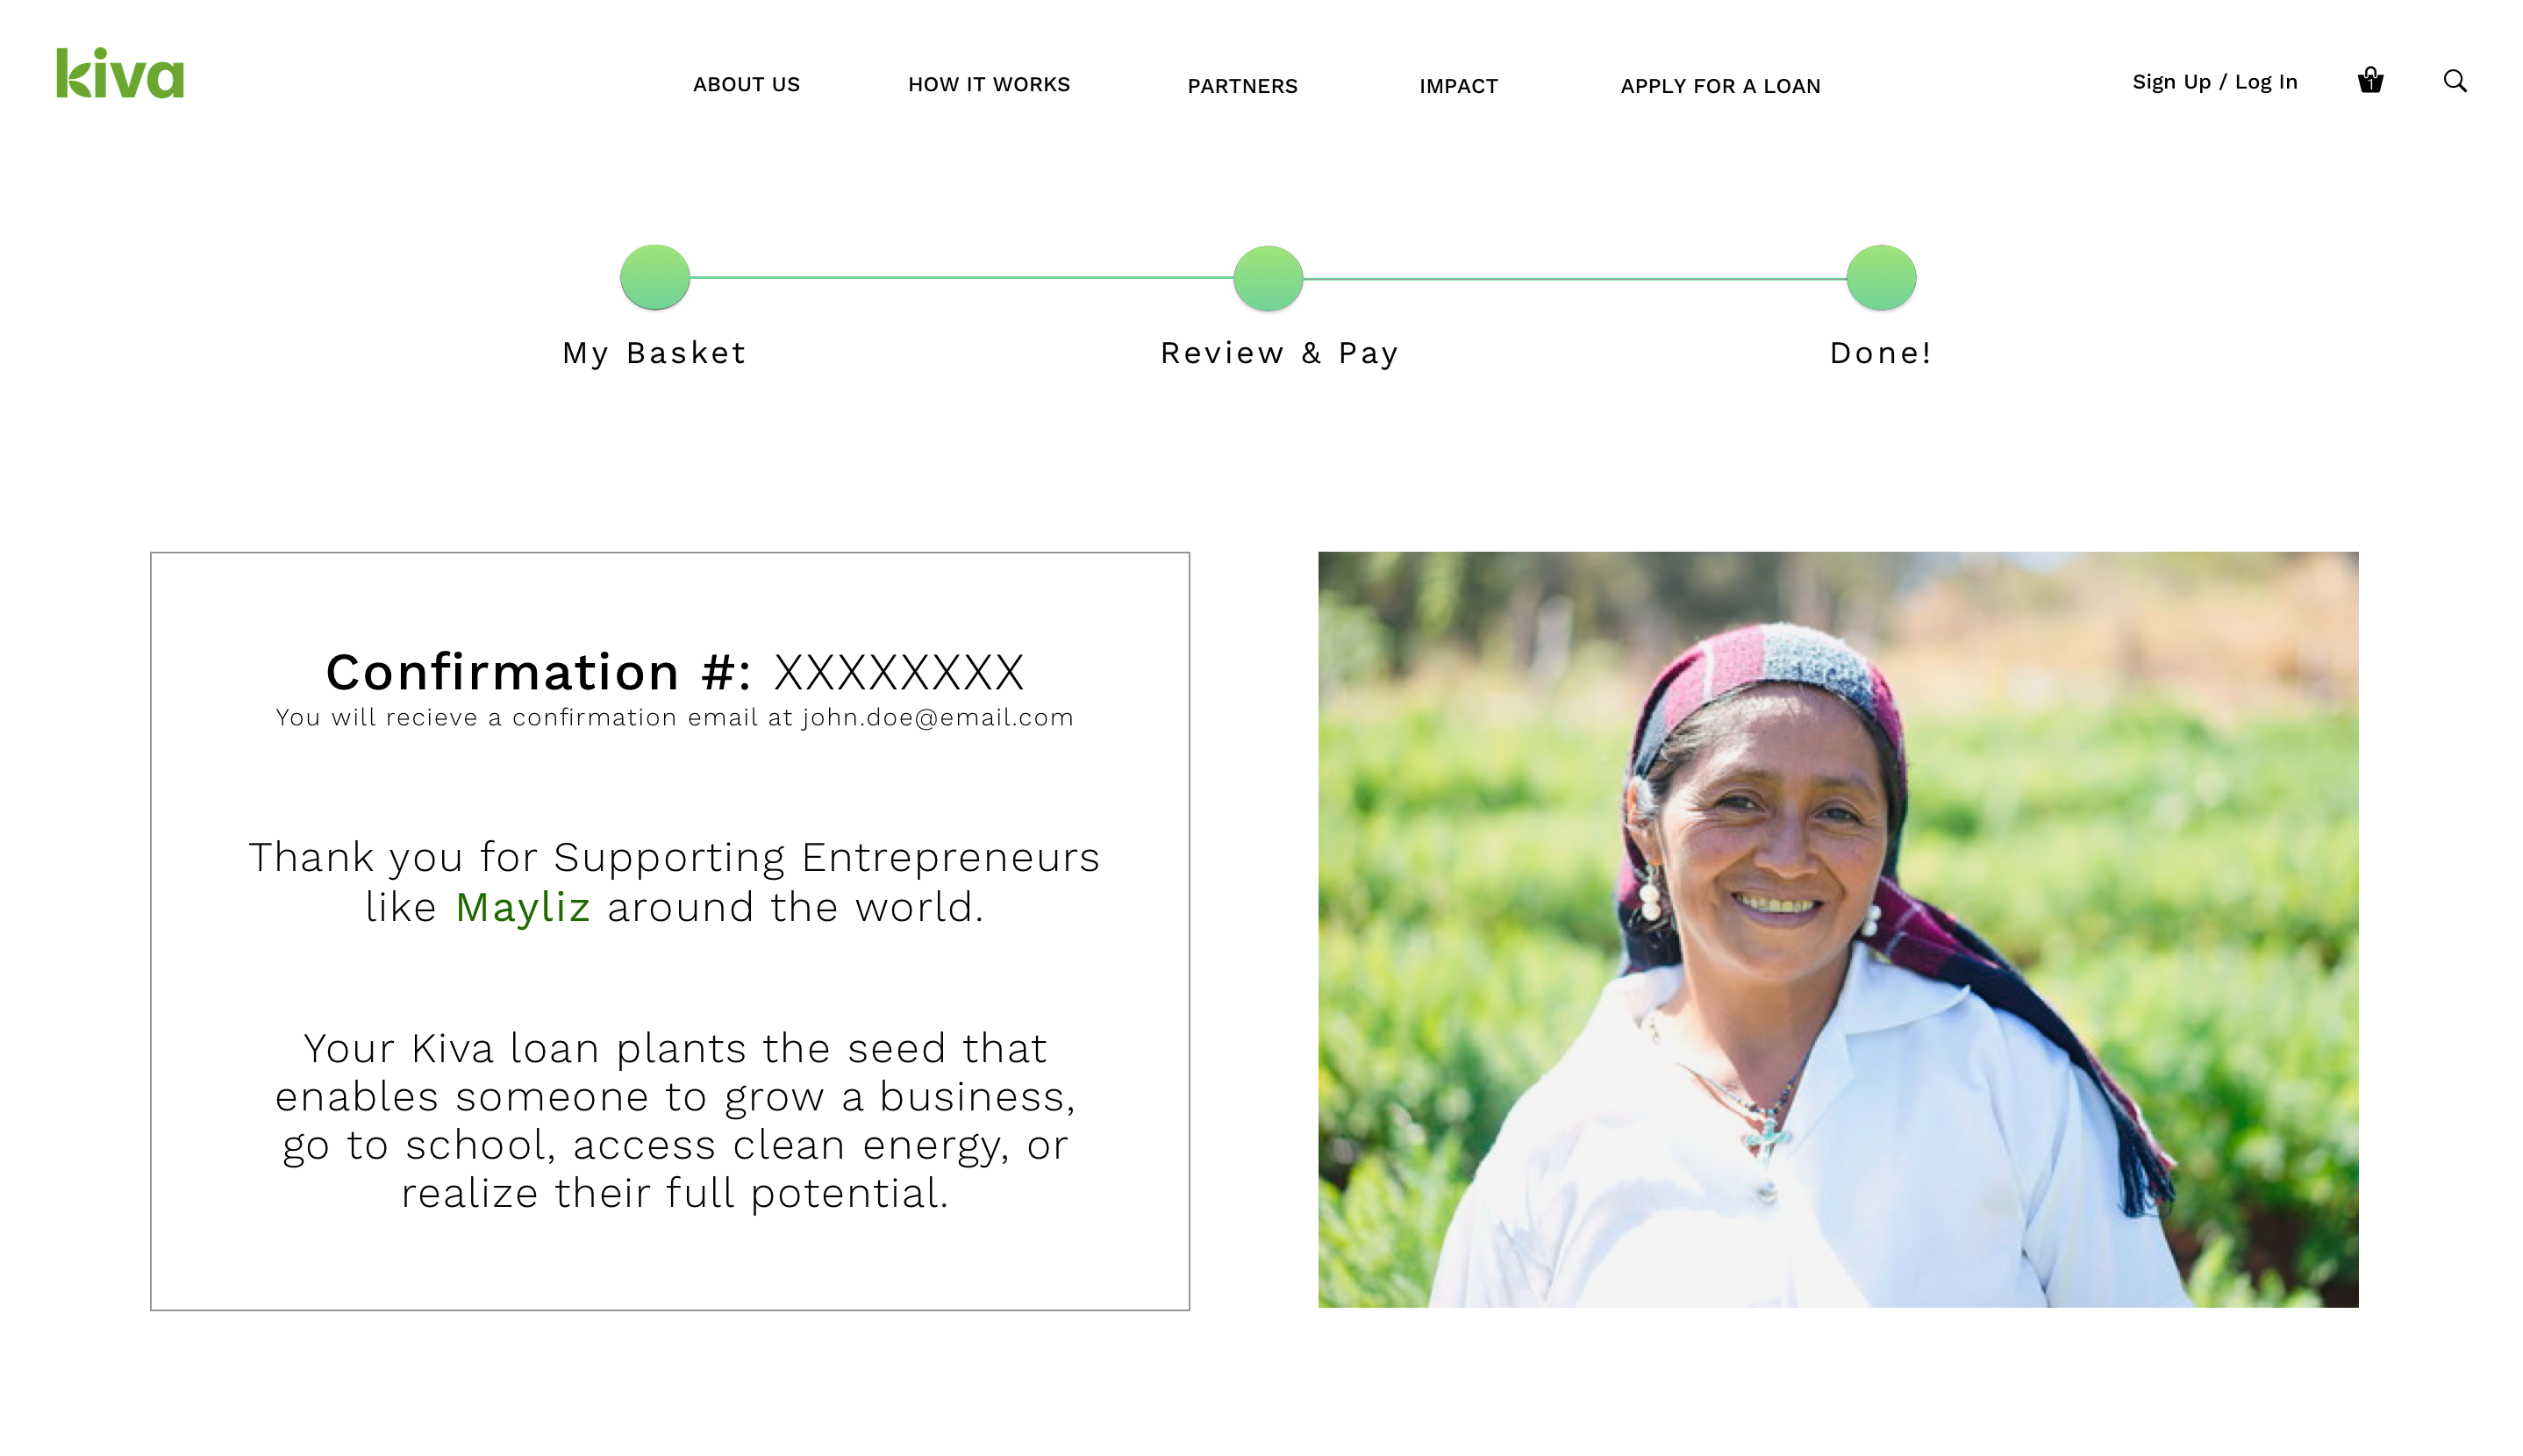 kiva
ABOUT US
HOW IT WORKS
PARTNERS
IMPACT
APPLY FOR A LOAN
Sign Up / Log In
1
My Basket
Review & Pay
Done!
Confirmation #: XXXXXXXX
You will recieve a confirmation email at john.doe@email.com
Thank you for Supporting Entrepreneurs
like Mayliz around the world.
Your Kiva loan plants the seed that
enables someone to grow a business,
go to school, access clean energy, or
realize their full potential.